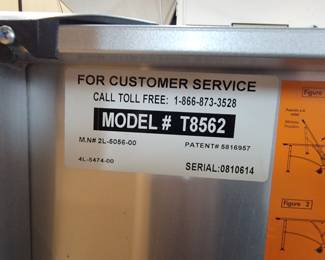 FOR CUSTOMER SERVICE
CALL TOLL FREE: 1-866-873-3528
MODEL # T8562
M.N# 2L-5056-00 PATENT# 5816957
4L-5474-00
SERIAL:0810614
Figure
Figure 2